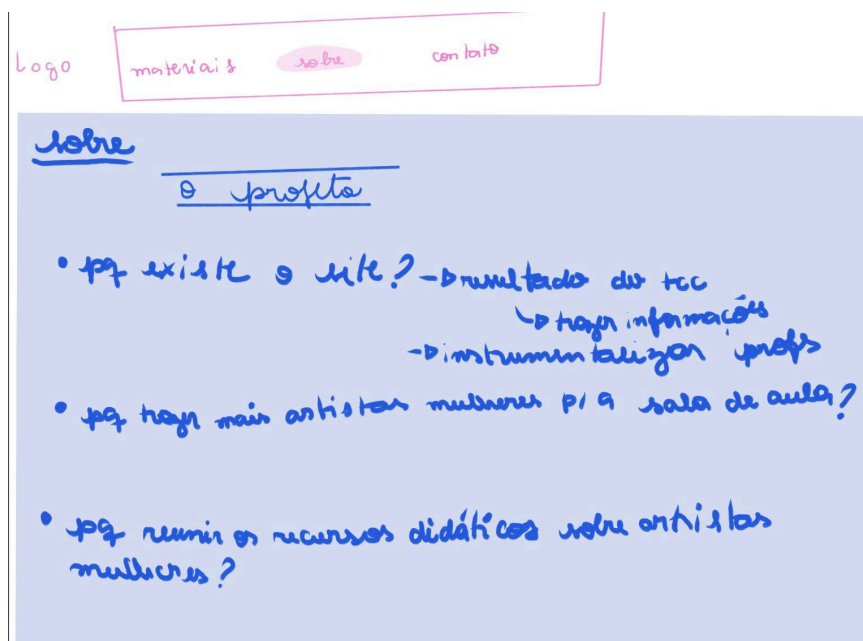 Logo materiais sobre contato
sobre
o projeto
• pq existe o site? → resultado do tcc
↳ trazer informações
→ instrumentalizar profs
• pq trazer mais artistas mulheres p/ a sala de aula?
• pq reunir os recursos didáticos sobre artistas
mulheres?